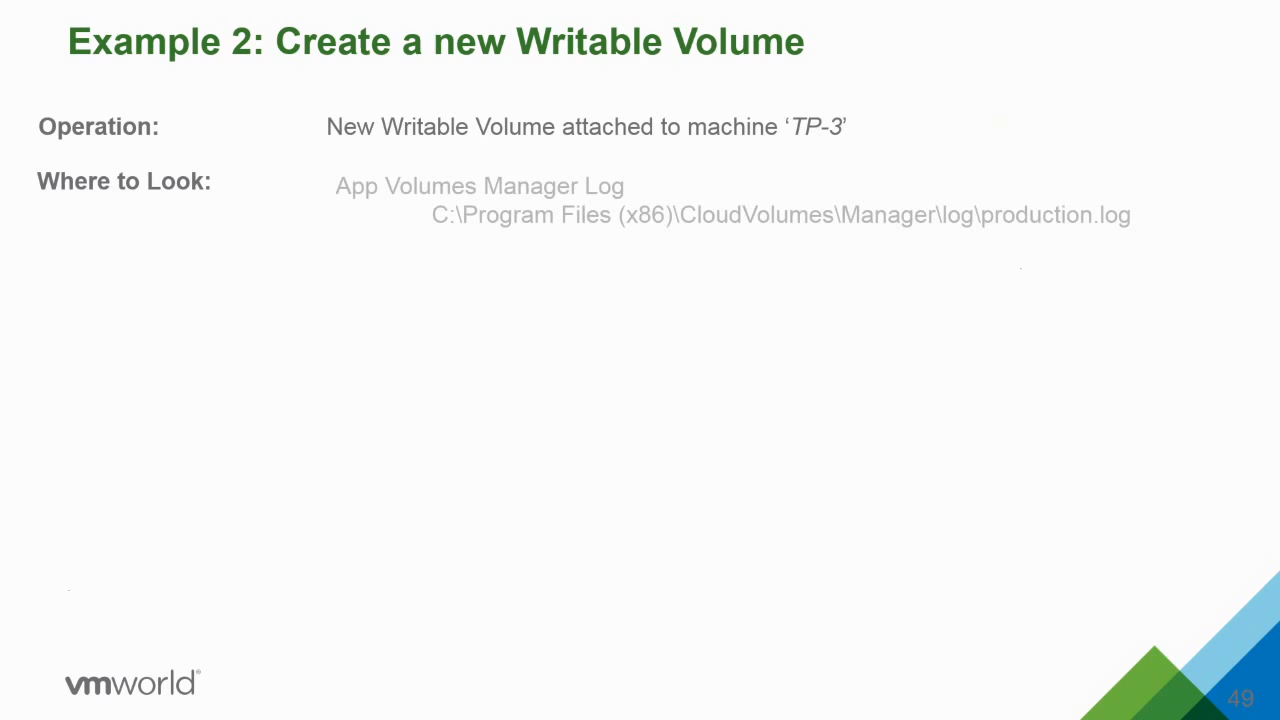 Example 2: Create a new Writable Volume
Operation: New Writable Volume attached to machine ‘TP-3’
Where to Look: App Volumes Manager Log
C:\Program Files (x86)\CloudVolumes\Manager\log\production.log
vmworld®
49